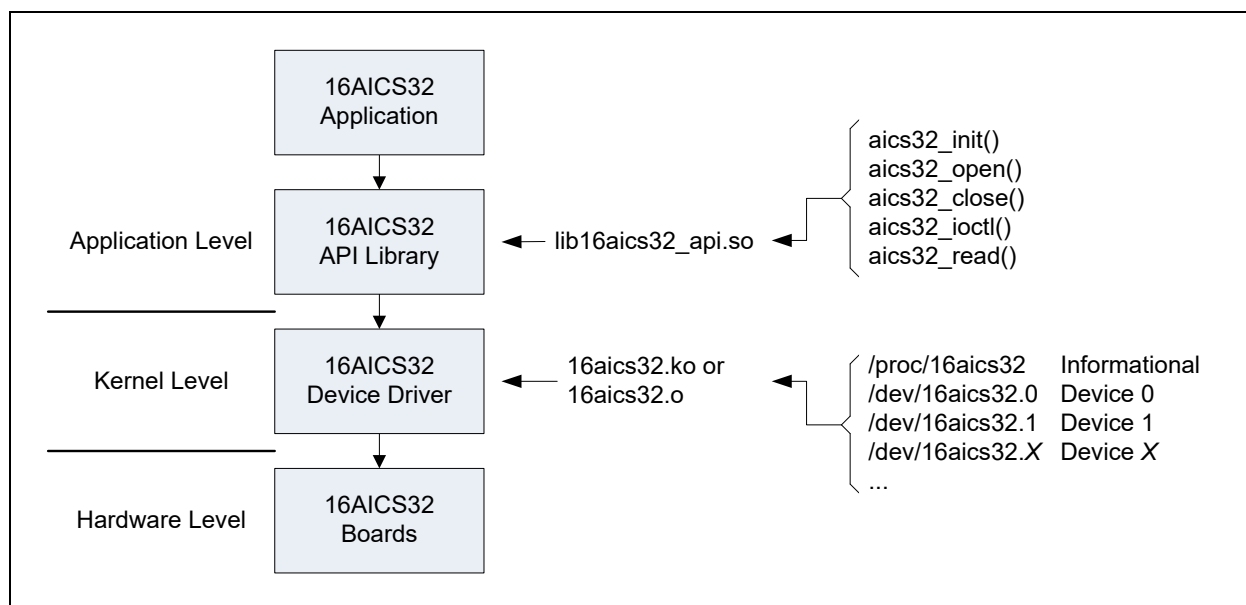 16AICS32
Application
Application Level
16AICS32
API Library
lib16aics32_api.so
aics32_init()
aics32_open()
aics32_close()
aics32_ioctl()
aics32_read()
Kernel Level
16AICS32
Device Driver
16aics32.ko or
16aics32.o
/proc/16aics32 Informational
/dev/16aics32.0 Device 0
/dev/16aics32.1 Device 1
/dev/16aics32.X Device X
...
Hardware Level
16AICS32
Boards